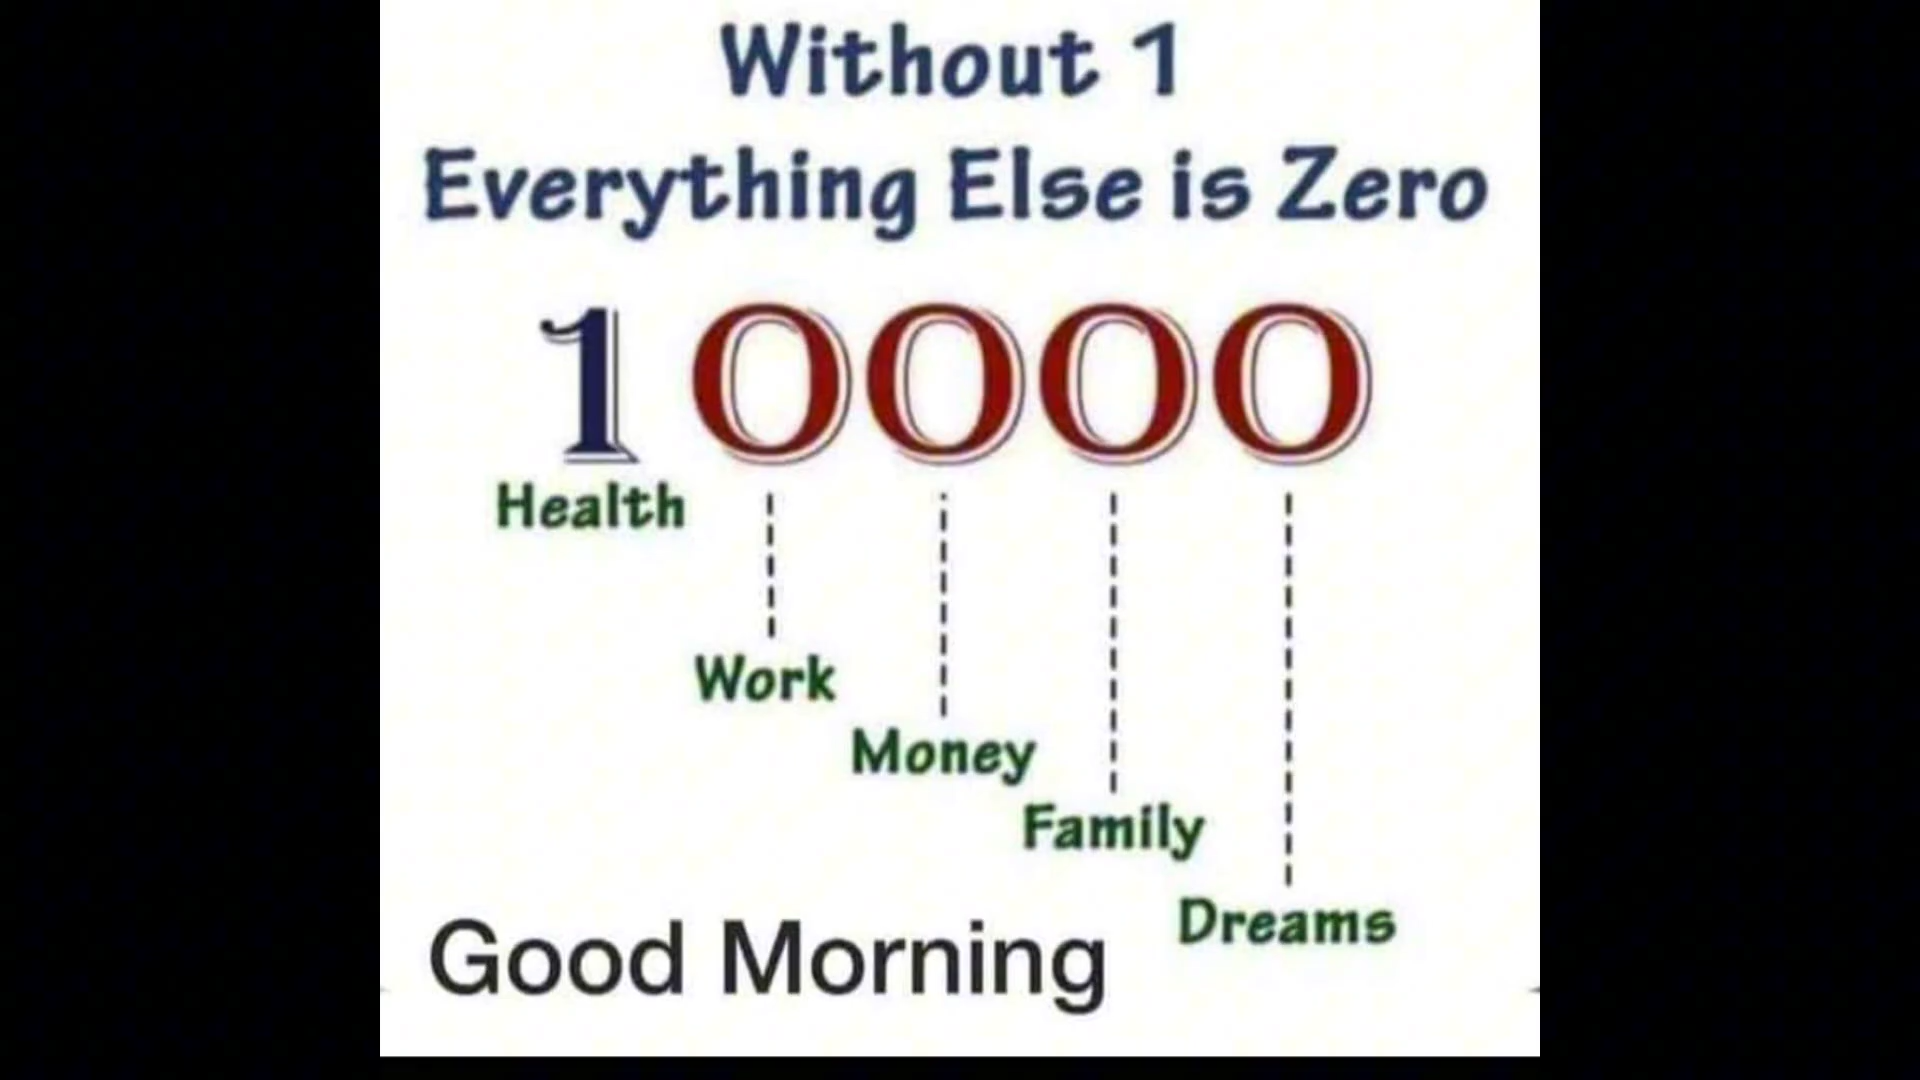 Without 1
Everything Else is Zero
10000
Health
Work
Money
Family
Dreams
Good Morning